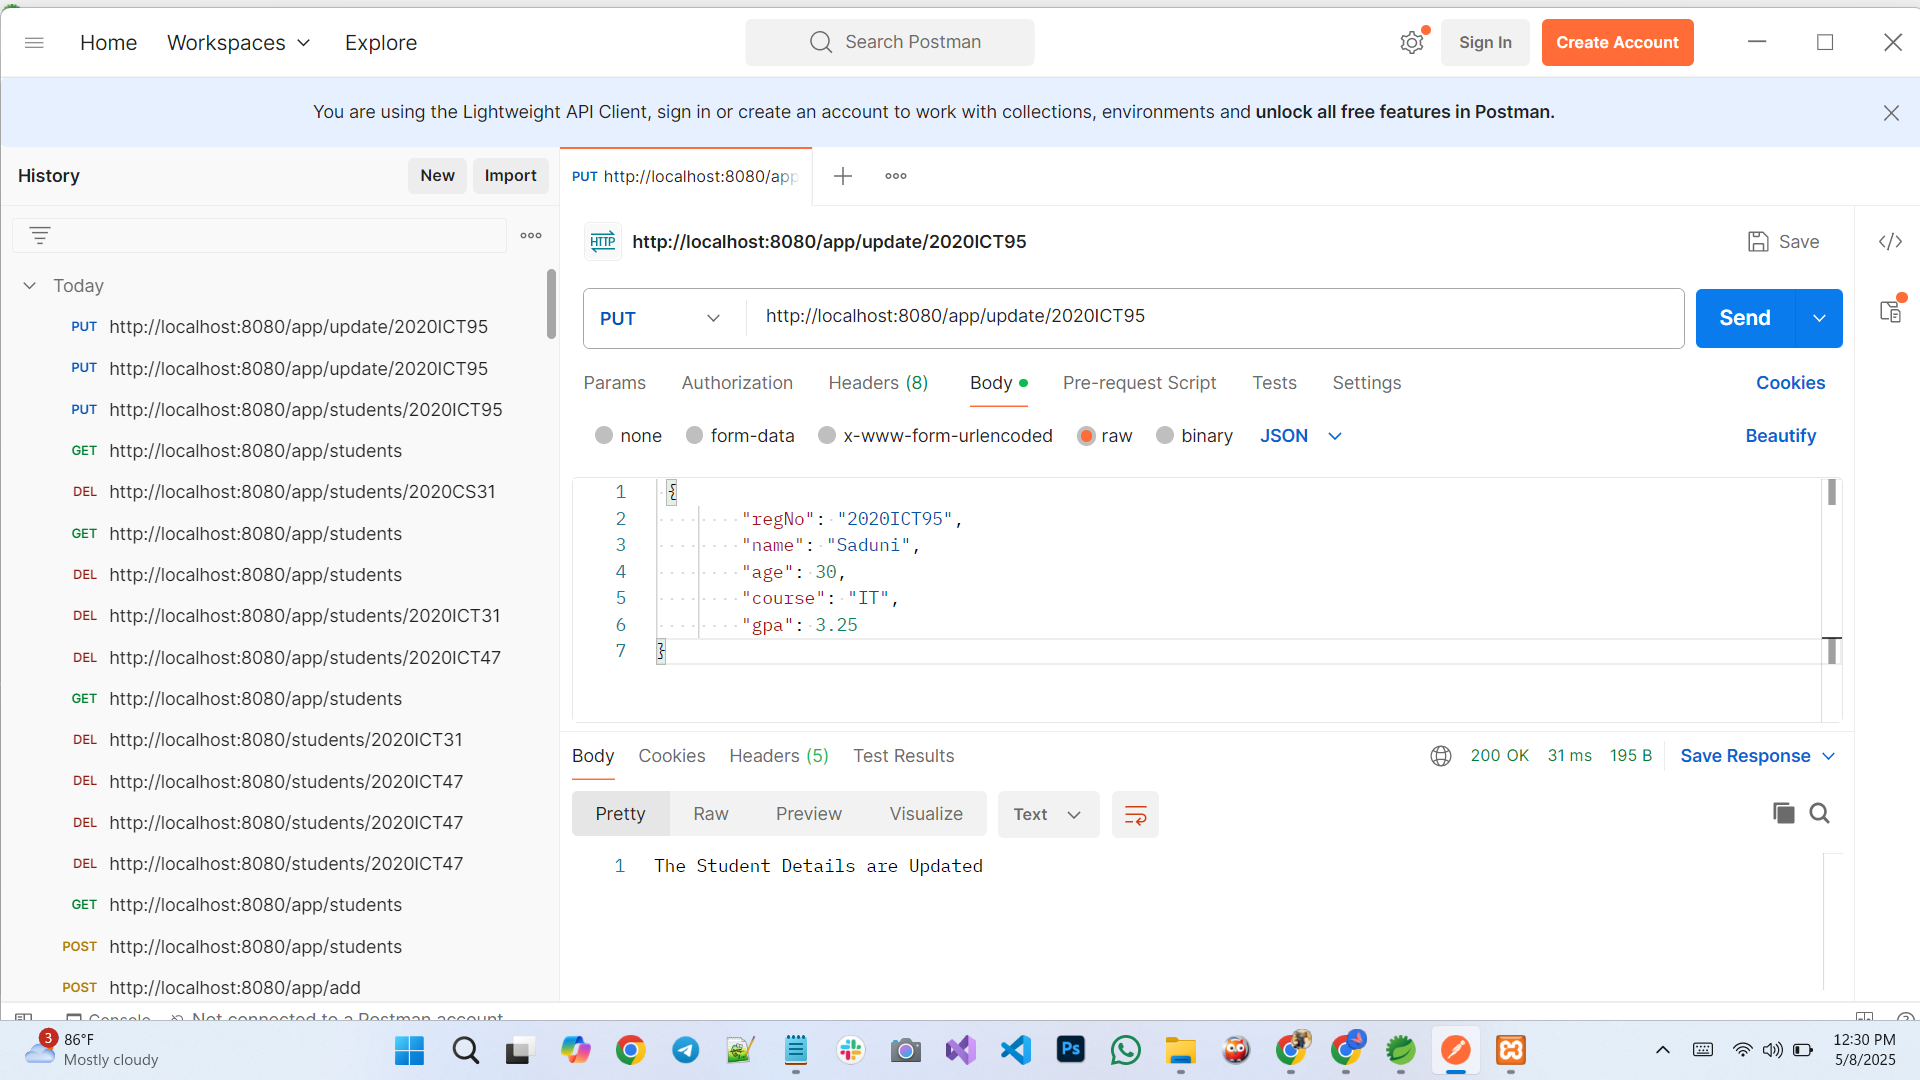 Home Workspaces Explore Search Postman Sign In Create Account
You are using the Lightweight API Client, sign in or create an account to work with collections, environments and unlock all free features in Postman.
History New Import
Today
PUT http://localhost:8080/app/update/2020ICT95
PUT http://localhost:8080/app/update/2020ICT95
PUT http://localhost:8080/app/students/2020ICT95
GET http://localhost:8080/app/students
DEL http://localhost:8080/app/students/2020CS31
GET http://localhost:8080/app/students
DEL http://localhost:8080/app/students
DEL http://localhost:8080/app/students/2020ICT31
DEL http://localhost:8080/app/students/2020ICT47
GET http://localhost:8080/app/students
DEL http://localhost:8080/students/2020ICT31
DEL http://localhost:8080/students/2020ICT47
DEL http://localhost:8080/students/2020ICT47
DEL http://localhost:8080/students/2020ICT47
GET http://localhost:8080/app/students
POST http://localhost:8080/app/students
POST http://localhost:8080/app/add
PUT http://localhost:8080/app
HTTP http://localhost:8080/app/update/2020ICT95 Save
PUT http://localhost:8080/app/update/2020ICT95 Send
Params Authorization Headers (8) Body Pre-request Script Tests Settings Cookies
none form-data x-www-form-urlencoded raw binary JSON Beautify
1 {
2 "regNo": "2020ICT95",
3 "name": "Saduni",
4 "age": 30,
5 "course": "IT",
6 "gpa": 3.25
7 }
Body Cookies Headers (5) Test Results 200 OK 31 ms 195 B Save Response
Pretty Raw Preview Visualize Text
1 The Student Details are Updated
Console Not connected to a Postman account
3 86°F
Mostly cloudy
Ps
12:30 PM
5/8/2025